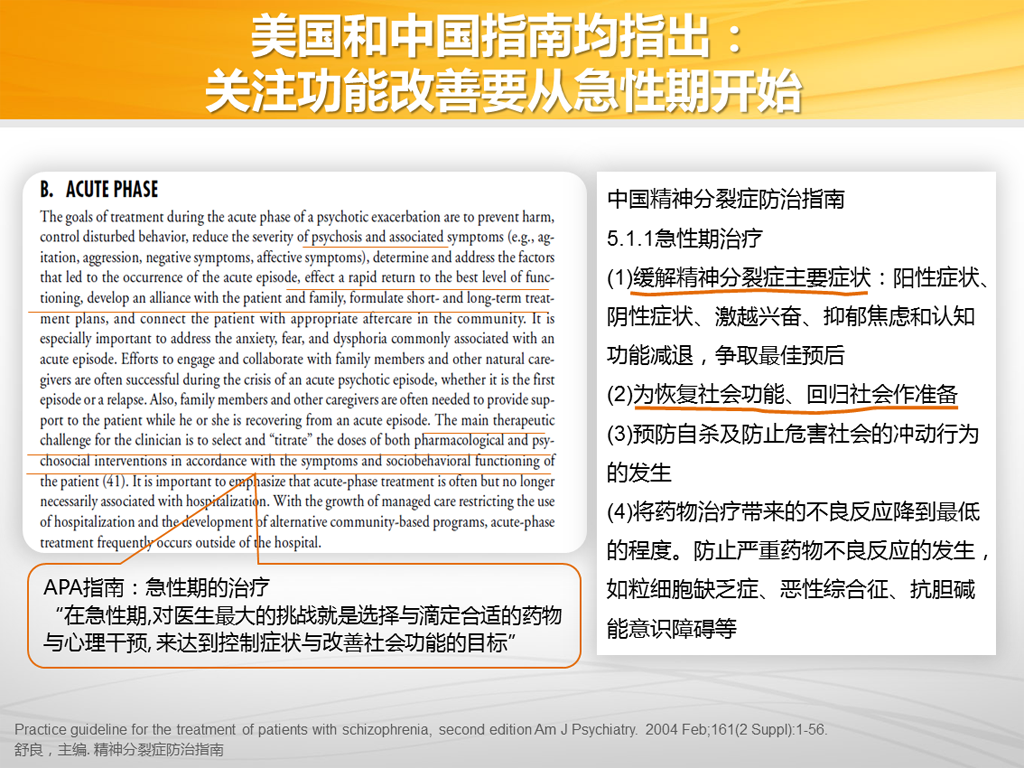 美国和中国指南均指出：
关注功能改善要从急性期开始
B. ACUTE PHASE
The goals of treatment during the acute phase of a psychotic exacerbation are to prevent harm,
control disturbed behavior, reduce the severity of psychosis and associated symptoms (e.g., ag-
itation, aggression, negative symptoms, affective symptoms), determine and address the factors
that led to the occurrence of the acute episode, effect a rapid return to the best level of func-
tioning, develop an alliance with the patient and family, formulate short- and long-term treat-
ment plans, and connect the patient with appropriate aftercare in the community. It is
especially important to address the anxiety, fear, and dysphoria commonly associated with an
acute episode. Efforts to engage and collaborate with family members and other natural care-
givers are often successful during the crisis of an acute psychotic episode, whether it is the first
episode or a relapse. Also, family members and other caregivers are often needed to provide sup-
port to the patient while he or she is recovering from an acute episode. The main therapeutic
challenge for the clinician is to select and “titrate” the doses of both pharmacological and psy-
chosocial interventions in accordance with the symptoms and sociobehavioral functioning of
the patient (41). It is important to emphasize that acute-phase treatment is often but no longer
necessarily associated with hospitalization. With the growth of managed care restricting the use
of hospitalization and the development of alternative community-based programs, acute-phase
treatment frequently occurs outside of the hospital.
APA指南：急性期的治疗
“在急性期,对医生最大的挑战就是选择与滴定合适的药物
与心理干预, 来达到控制症状与改善社会功能的目标”
中国精神分裂症防治指南
5.1.1急性期治疗
(1)缓解精神分裂症主要症状：阳性症状、
阴性症状、激越兴奋、抑郁焦虑和认知
功能减退，争取最佳预后
(2)为恢复社会功能、回归社会作准备
(3)预防自杀及防止危害社会的冲动行为
的发生
(4)将药物治疗带来的不良反应降到最低
的程度。防止严重药物不良反应的发生，
如粒细胞缺乏症、恶性综合征、抗胆碱
能意识障碍等
Practice guideline for the treatment of patients with schizophrenia, second edition Am J Psychiatry. 2004 Feb;161(2 Suppl):1-56.
舒良，主编. 精神分裂症防治指南